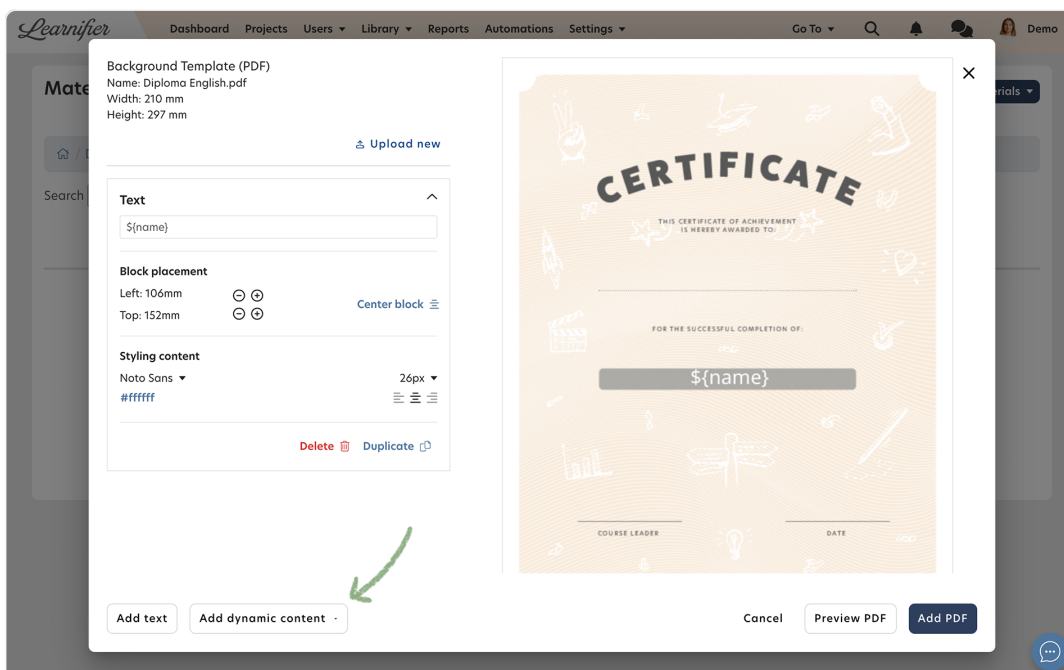 Learnifier
Dashboard Projects Users Library Reports Automations Settings Go To Demo
Background Template (PDF)
Name: Diploma English.pdf
Width: 210 mm
Height: 297 mm
Upload new
Search
Text
${name}
Block placement
Left: 106mm
Top: 152mm
Center block
Styling content
Noto Sans 26px
#ffffff
Delete Duplicate
CERTIFICATE
THIS CERTIFICATE OF ACHIEVEMENT
IS HEREBY AWARDED TO:
FOR THE SUCCESSFUL COMPLETION OF:
${name}
COURSE LEADER DATE
Add text Add dynamic content Cancel Preview PDF Add PDF